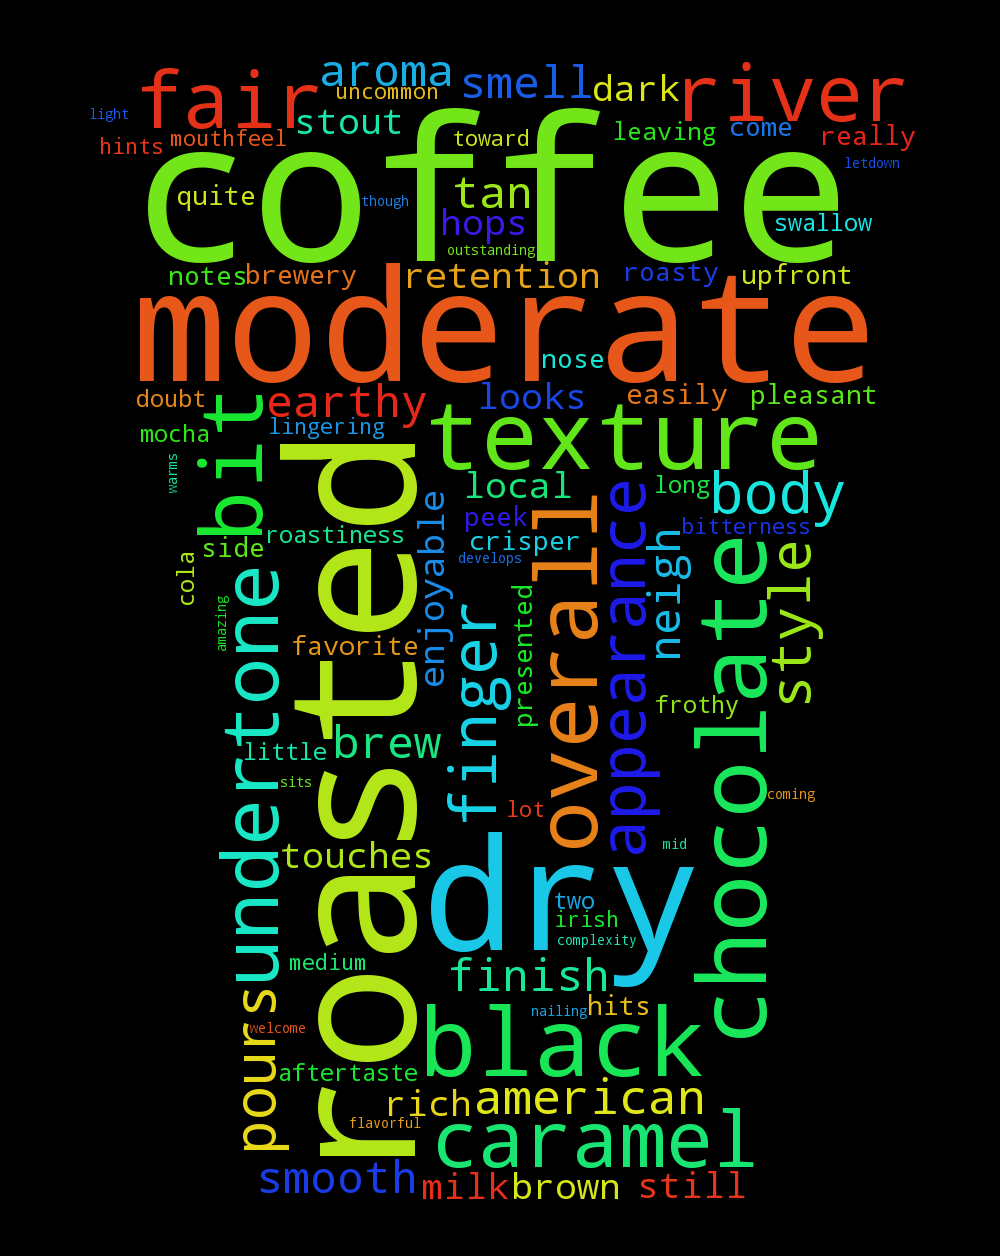 aroma
smell
river
fair
dark
uncommon
light
stout
toward
leaving
come
really
hints
mouthfeel
coffee
letdown
quite
though
tan
hops
swallow
outstanding
notes
brewery
retention
roasty
upfront
moderate
nose
doubt
bit
earthy
looks
easily
pleasant
mocha
lingering
texture
warms
roasted
local
long
body
peek
bitterness
side
roastiness
enjoyable
crisper
overall
appearance
neigh
develops
chocolate
style
cola
amazing
undertone
favorite
finger
presented
frothy
little
brew
sits
coming
lot
mid
touches
dry
two
irish
complexity
medium
finish
pours
nailing
hits
welcome
black
aftertaste
rich
american
flavorful
caramel
smooth
milk
brown
still